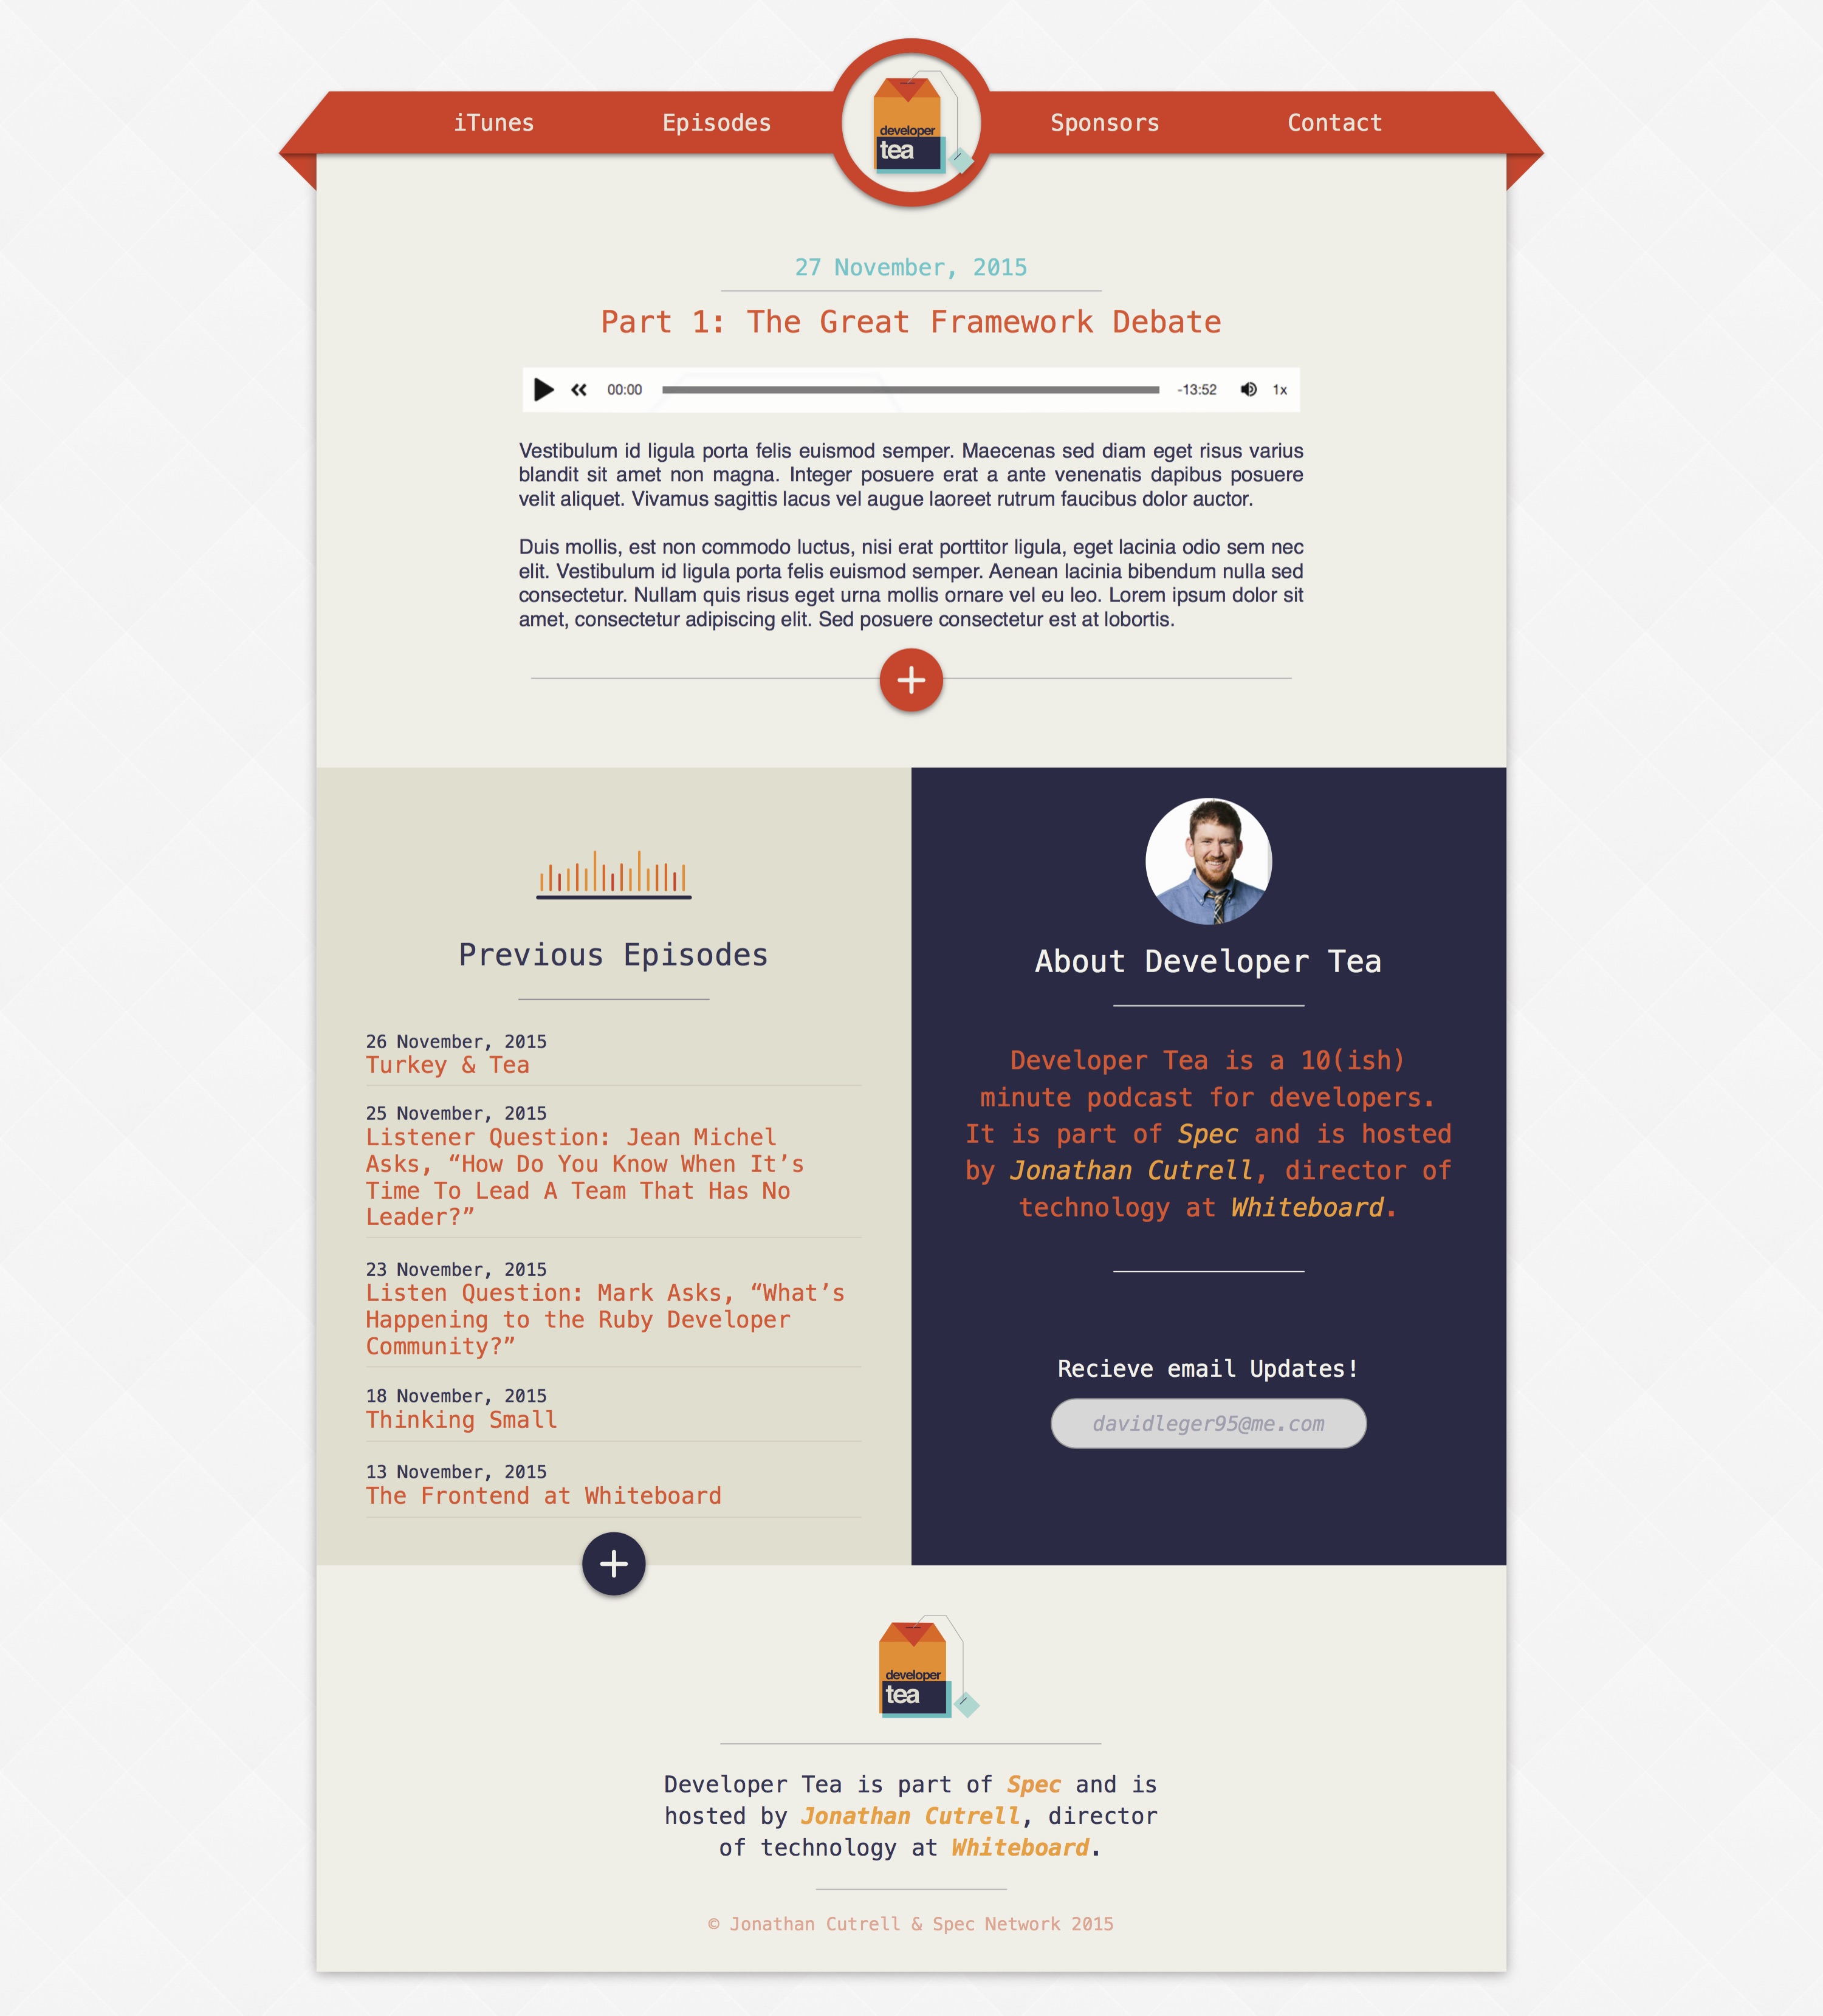 iTunes
Episodes
developer
tea
Sponsors
Contact
27 November, 2015
Part 1: The Great Framework Debate
00:00
-13:52
1x
Vestibulum id ligula porta felis euismod semper. Maecenas sed diam eget risus varius
blandit sit amet non magna. Integer posuere erat a ante venenatis dapibus posuere
velit aliquet. Vivamus sagittis lacus vel augue laoreet rutrum faucibus dolor auctor.
Duis mollis, est non commodo luctus, nisi erat porttitor ligula, eget lacinia odio sem nec
elit. Vestibulum id ligula porta felis euismod semper. Aenean lacinia bibendum nulla sed
consectetur. Nullam quis risus eget urna mollis ornare vel eu leo. Lorem ipsum dolor sit
amet, consectetur adipiscing elit. Sed posuere consectetur est at lobortis.
Previous Episodes
26 November, 2015
Turkey & Tea
25 November, 2015
Listener Question: Jean Michel
Asks, “How Do You Know When It’s
Time To Lead A Team That Has No
Leader?”
23 November, 2015
Listen Question: Mark Asks, “What’s
Happening to the Ruby Developer
Community?”
18 November, 2015
Thinking Small
13 November, 2015
The Frontend at Whiteboard
About Developer Tea
Developer Tea is a 10(ish)
minute podcast for developers.
It is part of Spec and is hosted
by Jonathan Cutrell, director of
technology at Whiteboard.
Recieve email Updates!
davidleger95@me.com
developer
tea
Developer Tea is part of Spec and is
hosted by Jonathan Cutrell, director
of technology at Whiteboard.
© Jonathan Cutrell & Spec Network 2015